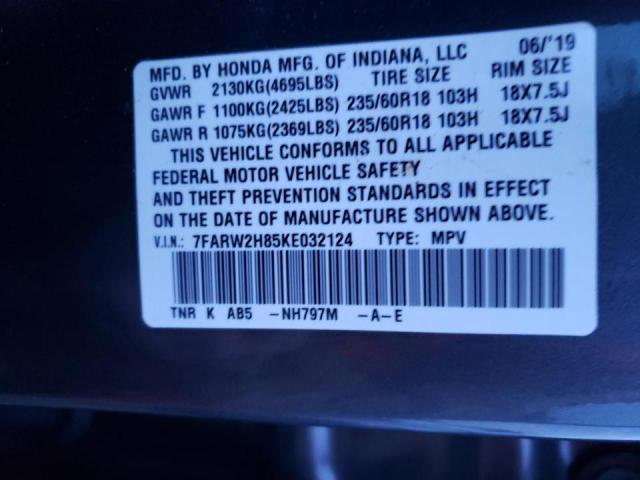 MFD. BY HONDA MFG. OF INDIANA, LLC 06/'19
GVWR 2130KG(4695LBS) TIRE SIZE RIM SIZE
GAWR F 1100KG(2425LBS) 235/60R18 103H 18X7.5J
GAWR R 1075KG(2369LBS) 235/60R18 103H 18X7.5J
THIS VEHICLE CONFORMS TO ALL APPLICABLE
FEDERAL MOTOR VEHICLE SAFETY
AND THEFT PREVENTION STANDARDS IN EFFECT
ON THE DATE OF MANUFACTURE SHOWN ABOVE.
V.I.N.: 7FARW2H85KE032124 TYPE: MPV
TNR K AB5 -NH797M -A-E